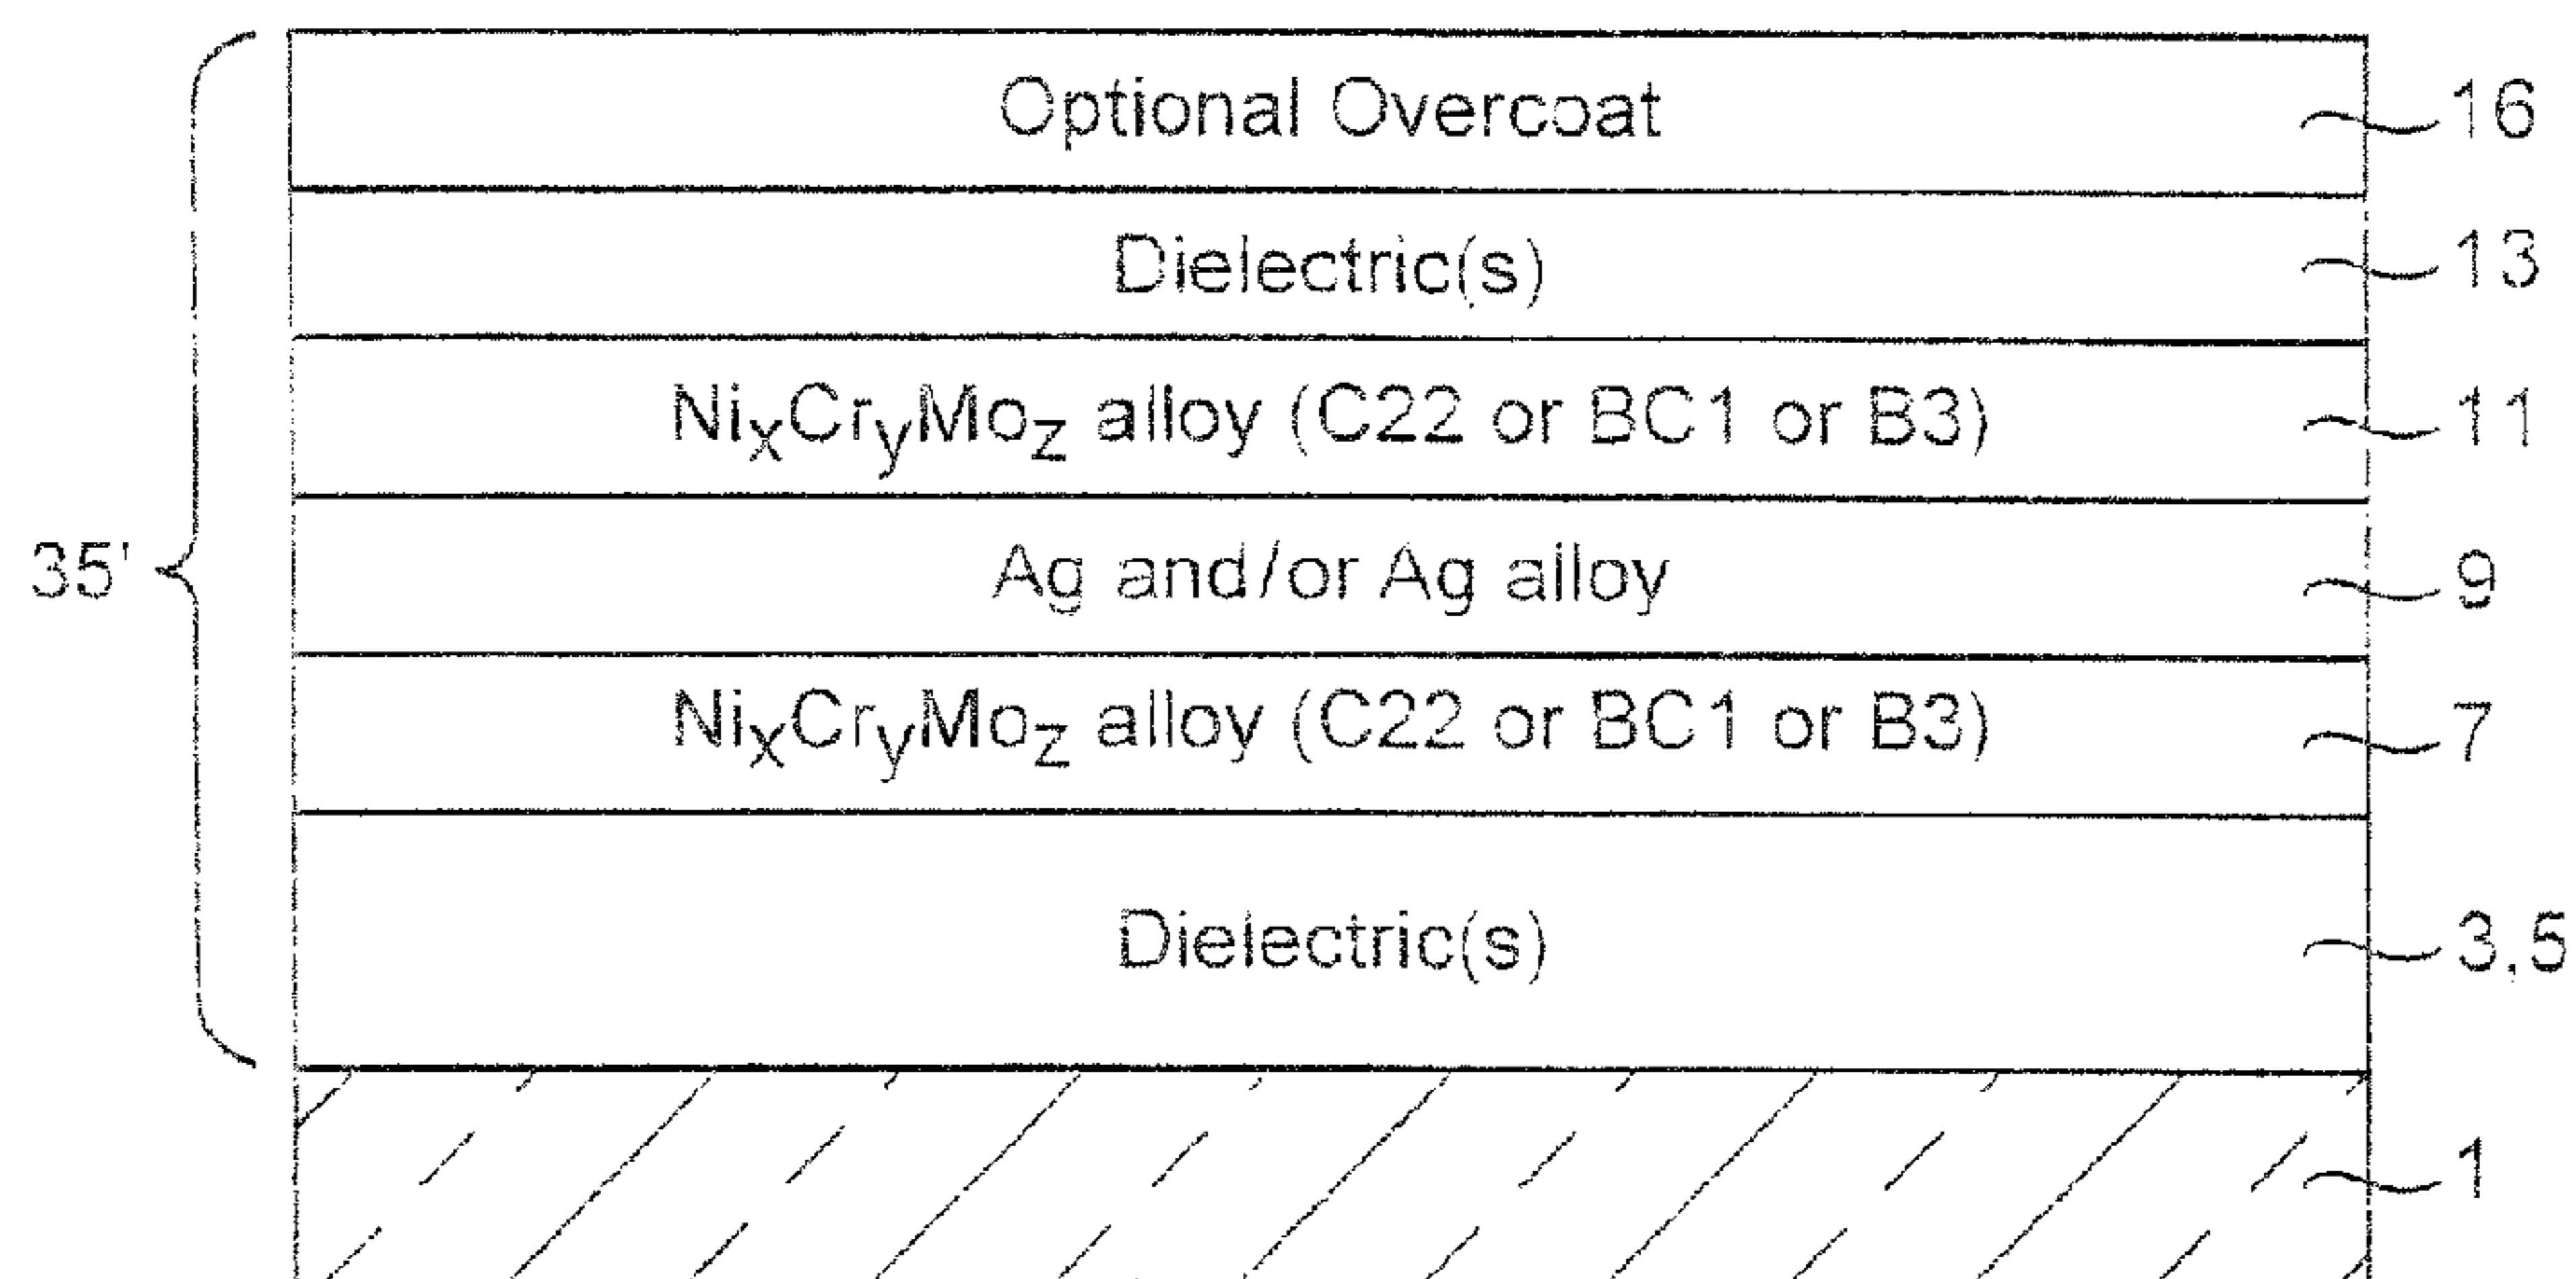 Optional Overcoat 16
Dielectric(s) 13
NixCryMoz alloy (C22 or BC1 or B3) 11
35' Ag and/or Ag alloy 9
NixCryMoz alloy (C22 or BC1 or B3) 7
Dielectric(s) 3,5
1